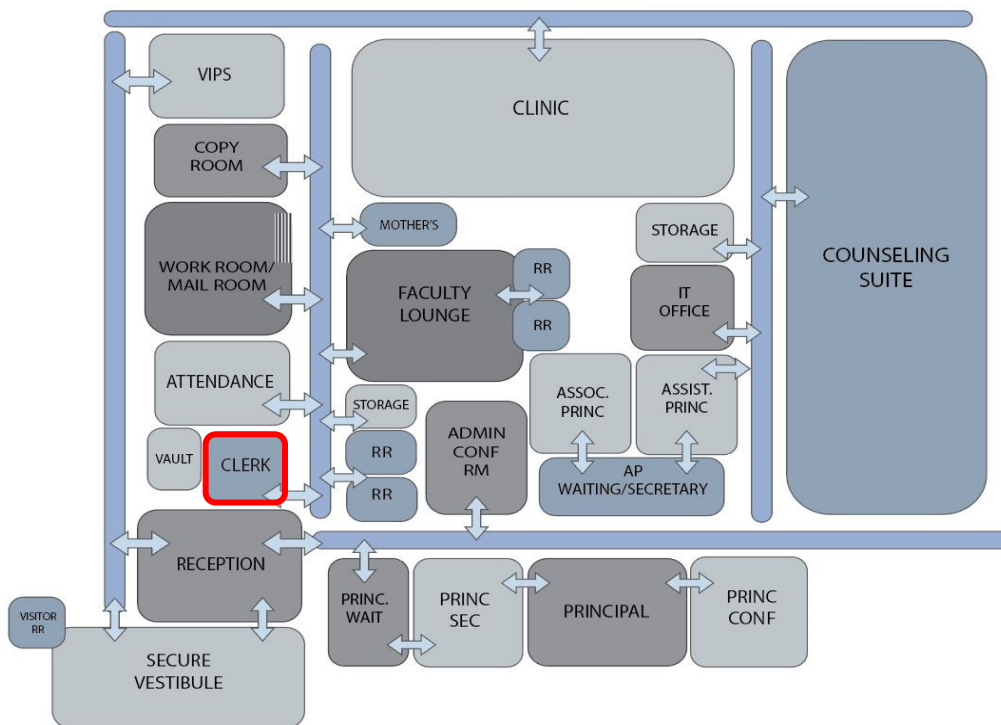 VIPS
CLINIC
COPY
ROOM
MOTHER'S
STORAGE
WORK ROOM/
MAIL ROOM
FACULTY
LOUNGE
RR
RR
IT
OFFICE
COUNSELING
SUITE
ATTENDANCE
STORAGE
ASSOC.
PRINC
ASSIST.
PRINC
VAULT
CLERK
RR
RR
ADMIN
CONF
RM
AP
WAITING/SECRETARY
RECEPTION
PRINC.
WAIT
PRINC
SEC
PRINCIPAL
PRINC
CONF
VISITOR
RR
SECURE
VESTIBULE